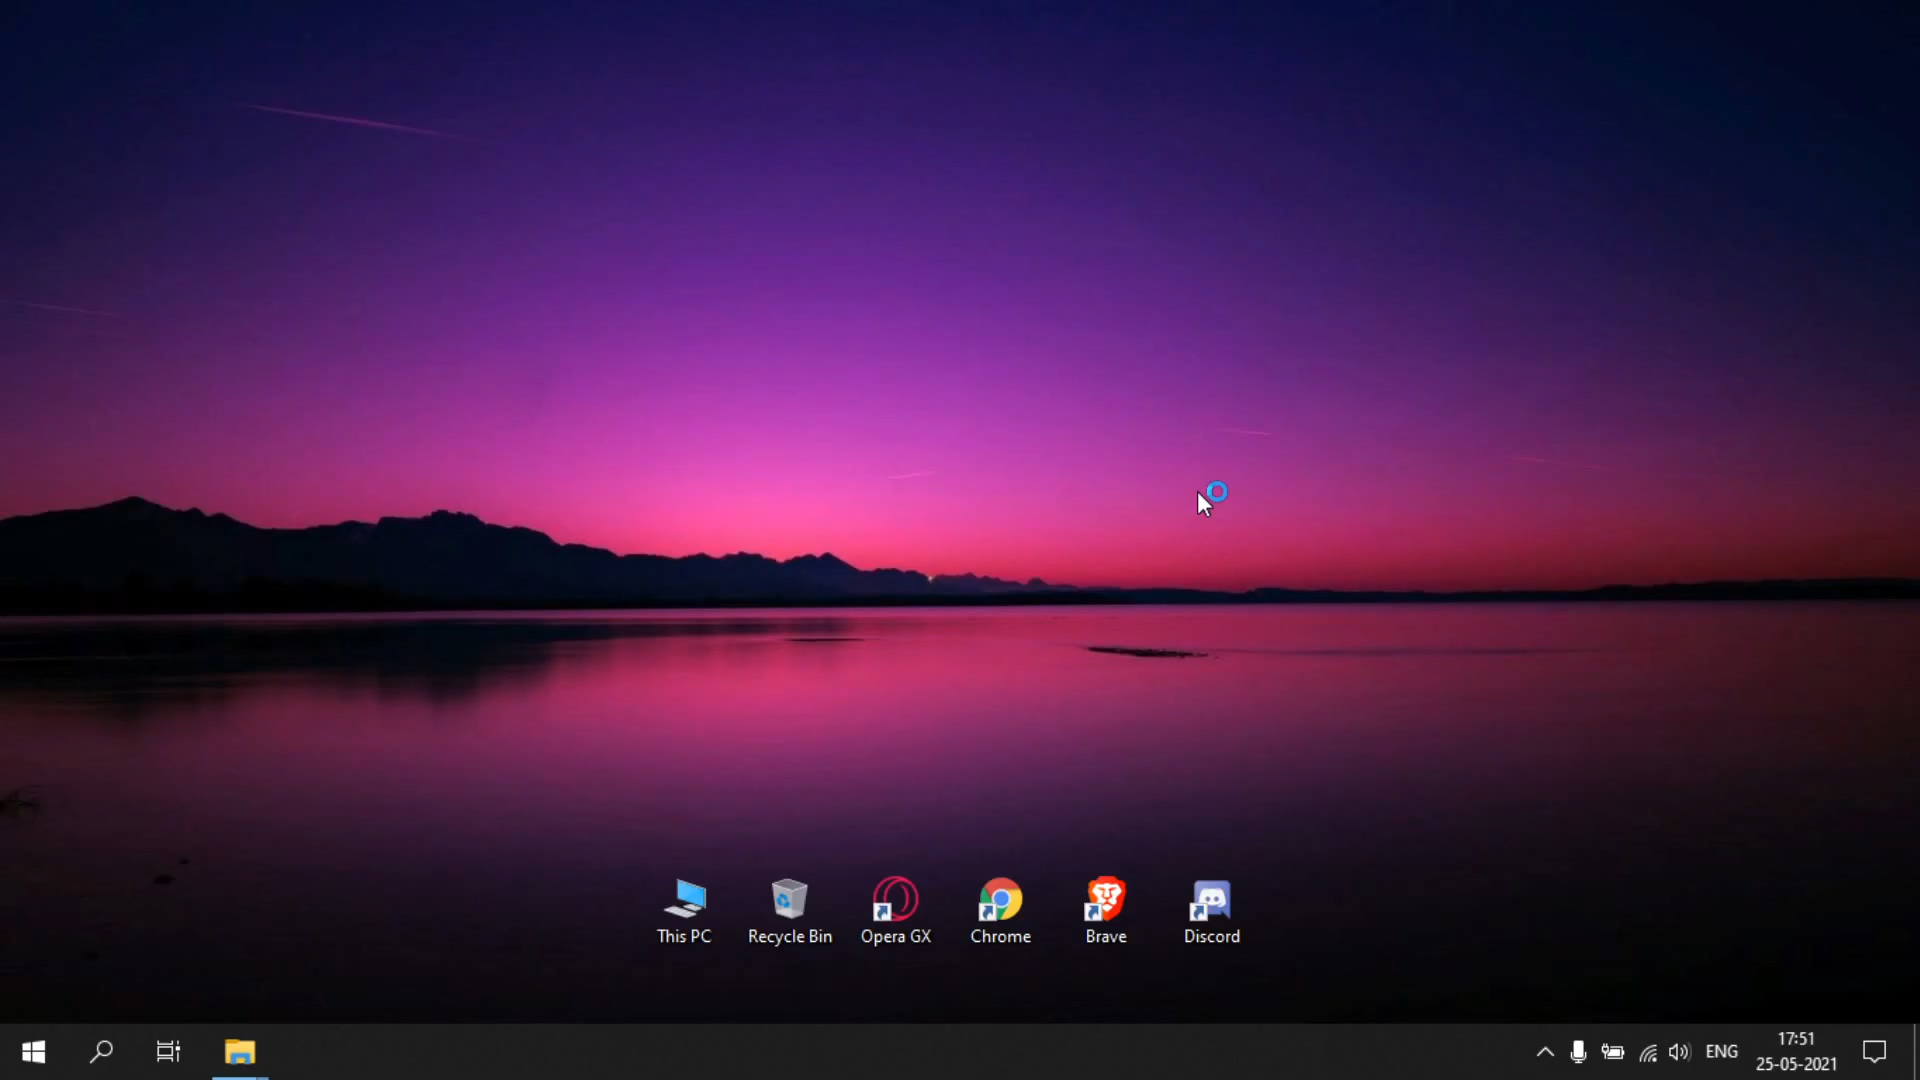 This PC
Recycle Bin
Opera GX
Chrome
Brave
Discord
ENG
17:51
25-05-2021